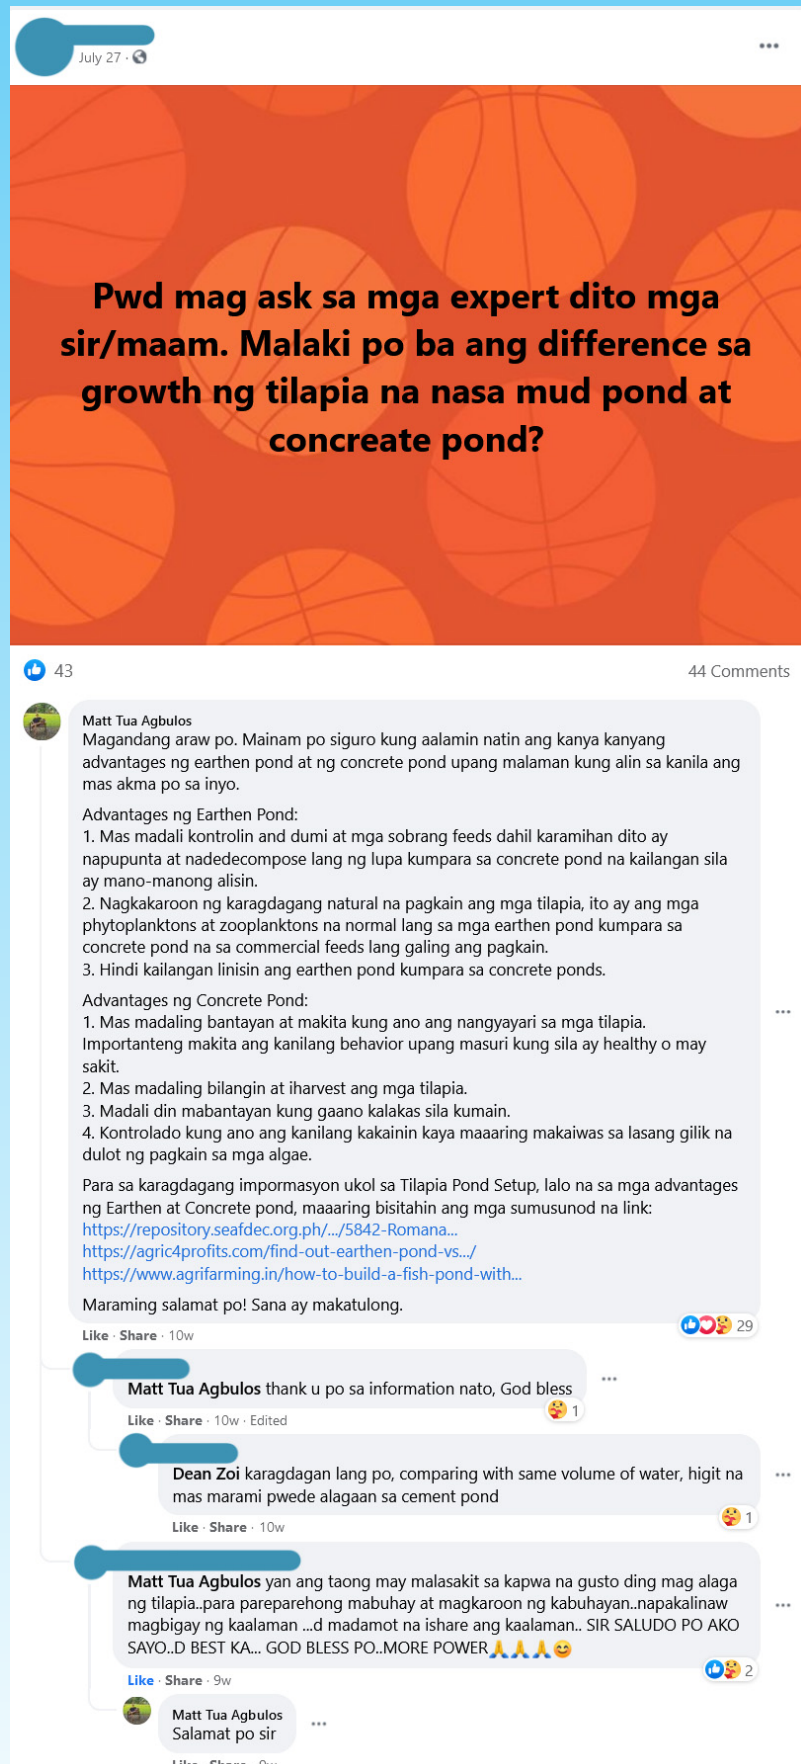 July 27 ·
Pwd mag ask sa mga expert dito mga
sir/maam. Malaki po ba ang difference sa
growth ng tilapia na nasa mud pond at
concreate pond?
43
44 Comments
Matt Tua Agbulos
Magandang araw po. Mainam po siguro kung aalamin natin ang kanya kanyang
advantages ng earthen pond at ng concrete pond upang malaman kung alin sa kanila ang
mas akma po sa inyo.
Advantages ng Earthen Pond:
1. Mas madali kontrolin and dumi at mga sobrang feeds dahil karamihan dito ay
napupunta at nadedecompose lang ng lupa kumpara sa concrete pond na kailangan sila
ay mano-manong alisin.
2. Nagkakaroon ng karagdagang natural na pagkain ang mga tilapia, ito ay ang mga
phytoplanktons at zooplanktons na normal lang sa mga earthen pond kumpara sa
concrete pond na sa commercial feeds lang galing ang pagkain.
3. Hindi kailangan linisin ang earthen pond kumpara sa concrete ponds.
Advantages ng Concrete Pond:
1. Mas madaling bantayan at makita kung ano ang nangyayari sa mga tilapia.
Importanteng makita ang kanilang behavior upang masuri kung sila ay healthy o may
sakit.
2. Mas madaling bilangin at iharvest ang mga tilapia.
3. Madali din mabantayan kung gaano kalakas sila kumain.
4. Kontrolado kung ano ang kanilang kakainin kaya maaaring makaiwas sa lasang gilik na
dulot ng pagkain sa mga algae.
Para sa karagdagang impormasyon ukol sa Tilapia Pond Setup, lalo na sa mga advantages
ng Earthen at Concrete pond, maaaring bisitahin ang mga sumusunod na link:
https://repository.seafdec.org.ph/.../5842-Romana...
https://agric4profits.com/find-out-earthen-pond-vs.../
https://www.agrifarming.in/how-to-build-a-fish-pond-with...
Maraming salamat po! Sana ay makatulong.
29
Like · Share · 10w
Matt Tua Agbulos thank u po sa information nato, God bless
1
Like · Share · 10w · Edited
Dean Zoi karagdagan lang po, comparing with same volume of water, higit na
mas marami pwede alagaan sa cement pond
1
Like · Share · 10w
Matt Tua Agbulos yan ang taong may malasakit sa kapwa na gusto ding mag alaga
ng tilapia..para pareparehong mabuhay at magkaroon ng kabuhayan..napakalinaw
magbigay ng kaalaman ...d madamot na ishare ang kaalaman.. SIR SALUDO PO AKO
SAYO..D BEST KA... GOD BLESS PO..MORE POWER🙏🙏🙏😊
2
Like · Share · 9w
Matt Tua Agbulos
Salamat po sir
Like · Share · 9w